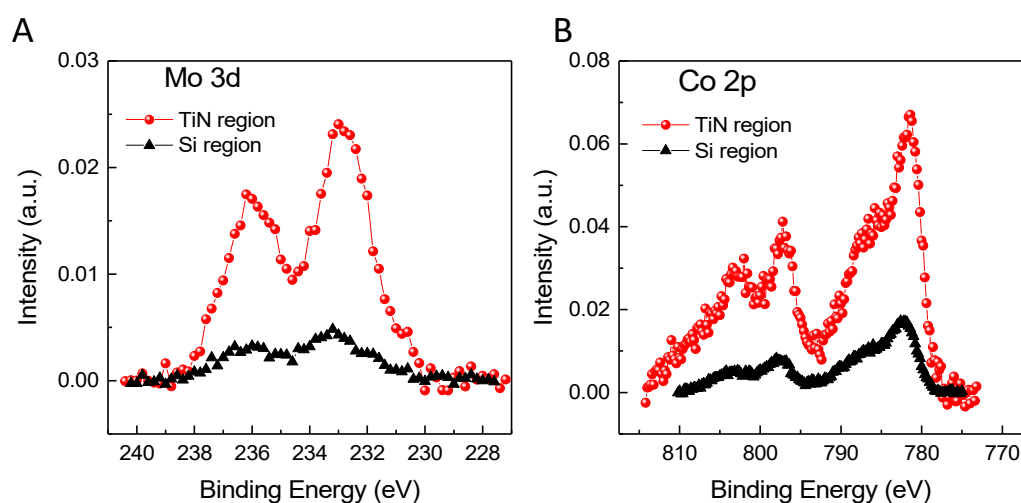 A
Mo 3d
TiN region
Si region
0.03
0.02
0.01
0.00
Intensity (a.u.)
240 238 236 234 232 230 228
Binding Energy (eV)
B
Co 2p
TiN region
Si region
0.08
0.06
0.04
0.02
0.00
Intensity (a.u.)
810 800 790 780 770
Binding Energy (eV)